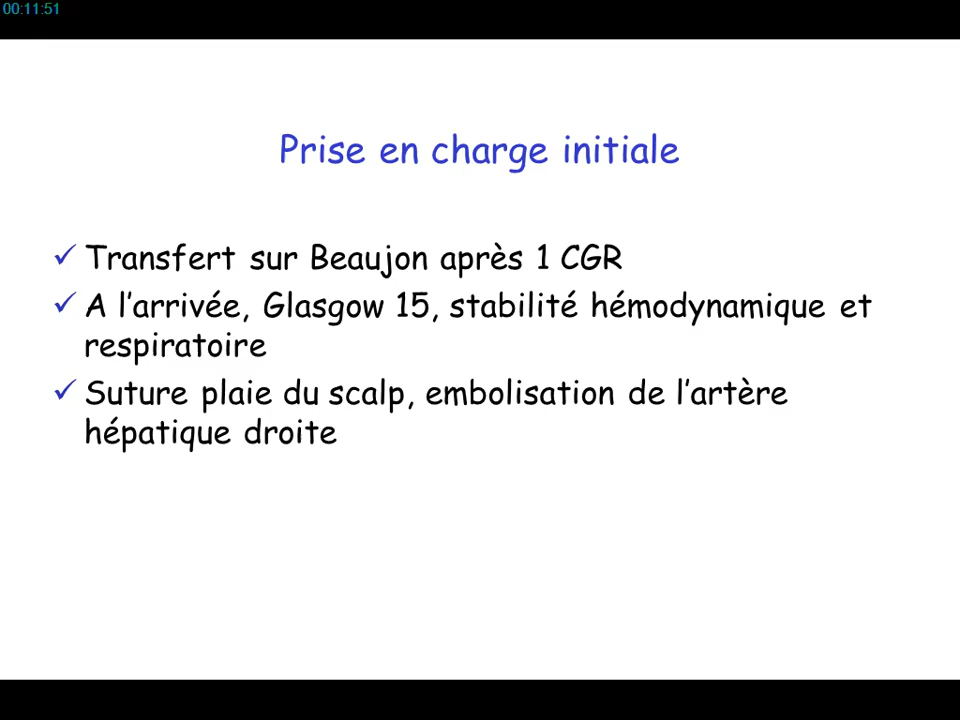 00:11:51
Prise en charge initiale
✓ Transfert sur Beaujon après 1 CGR
✓ A l’arrivée, Glasgow 15, stabilité hémodynamique et
respiratoire
✓ Suture plaie du scalp, embolisation de l’artère
hépatique droite